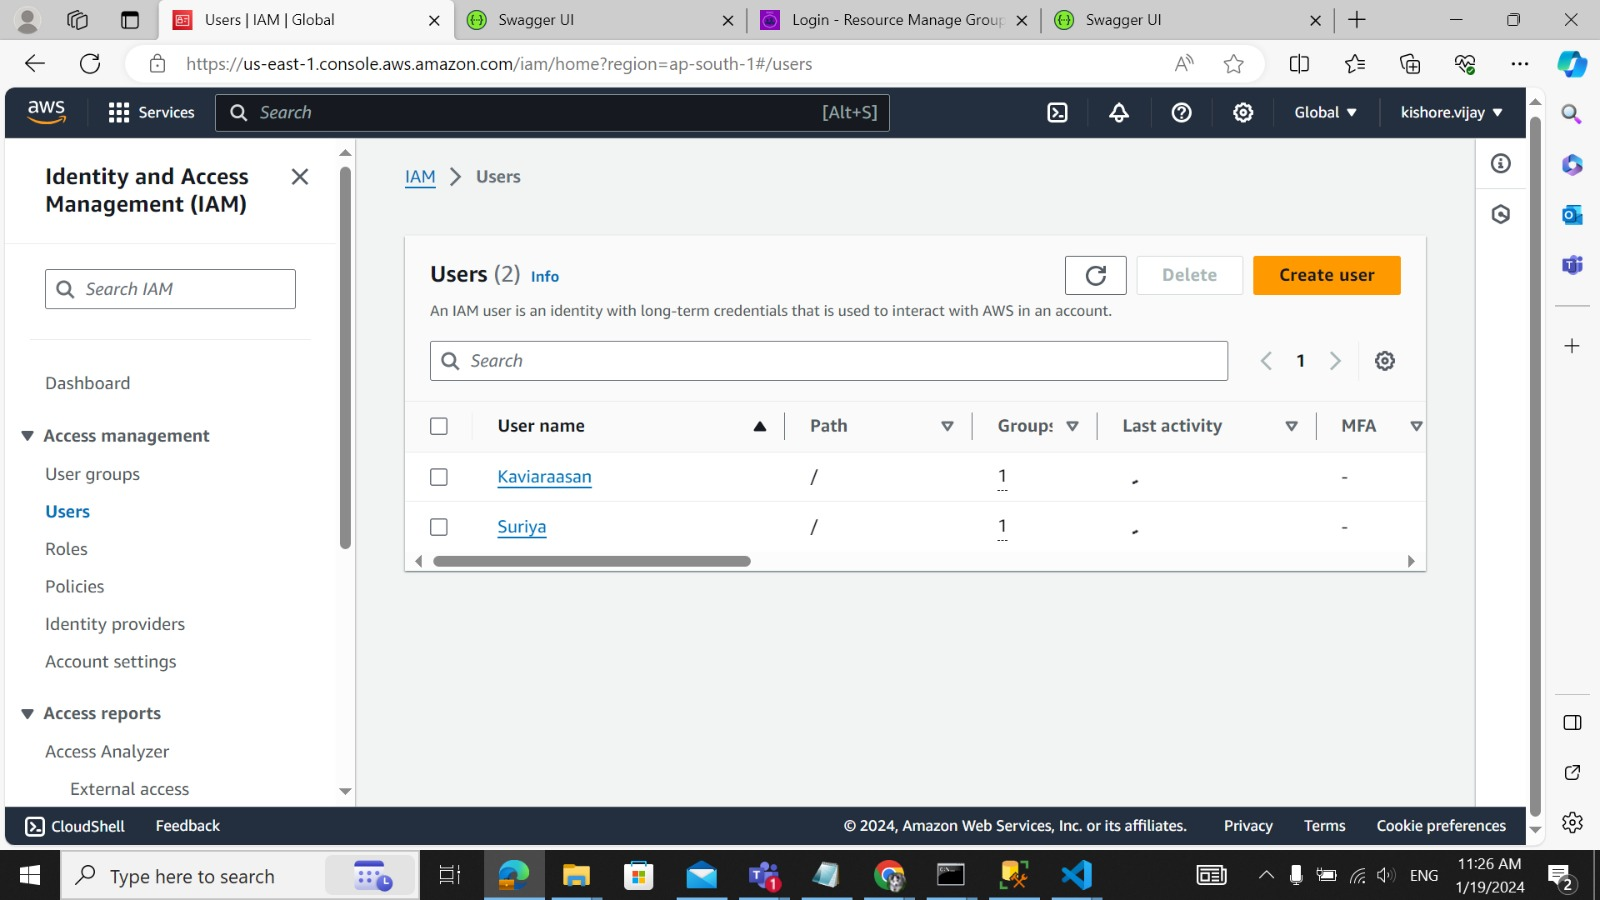 Users | IAM | Global
Swagger UI
Login - Resource Manage Group
Swagger UI
https://us-east-1.console.aws.amazon.com/iam/home?region=ap-south-1#/users
aws
Services
Search
[Alt+S]
Global
kishore.vijay
Identity and Access
Management (IAM)
Search IAM
Dashboard
Access management
User groups
Users
Roles
Policies
Identity providers
Account settings
Access reports
Access Analyzer
External access
IAM > Users
Users (2) Info
Delete
Create user
An IAM user is an identity with long-term credentials that is used to interact with AWS in an account.
Search
1
User name Path Groups Last activity MFA
Kaviaraasan / 1 - -
Suriya / 1 - -
CloudShell Feedback
© 2024, Amazon Web Services, Inc. or its affiliates. Privacy Terms Cookie preferences
Type here to search
1
ENG
11:26 AM
1/19/2024
2